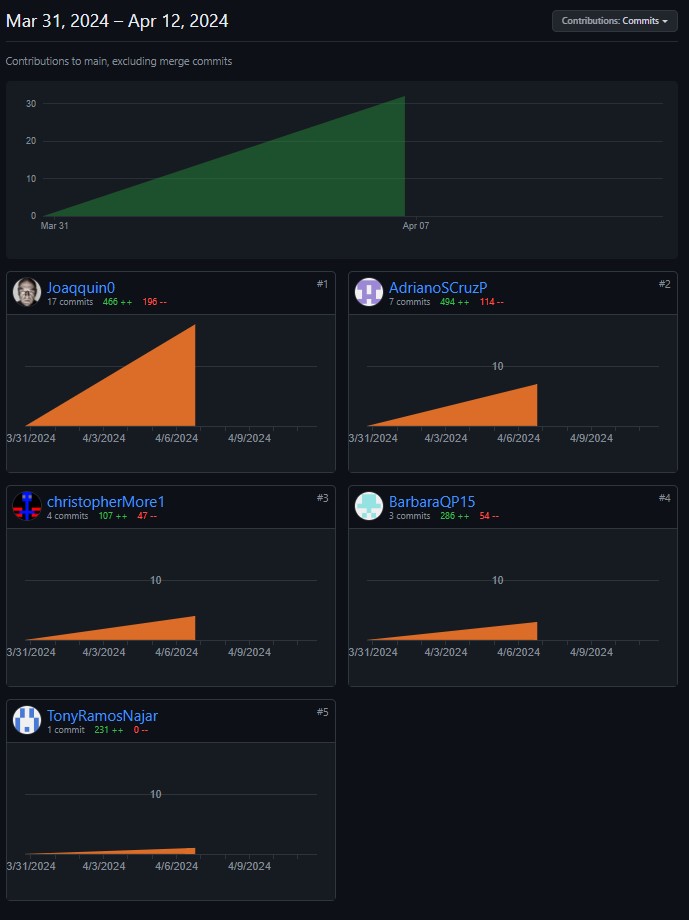 Mar 31, 2024 – Apr 12, 2024
Contributions: Commits
Contributions to main, excluding merge commits
30
20
10
0
Mar 31 Apr 07
Joaqquin0 #1
17 commits 466 ++ 196 --
3/31/2024 4/3/2024 4/6/2024 4/9/2024
AdrianoSCruzP #2
7 commits 494 ++ 114 --
10
3/31/2024 4/3/2024 4/6/2024 4/9/2024
christopherMore1 #3
4 commits 107 ++ 47 --
10
3/31/2024 4/3/2024 4/6/2024 4/9/2024
BarbaraQP15 #4
3 commits 286 ++ 54 --
10
3/31/2024 4/3/2024 4/6/2024 4/9/2024
TonyRamosNajar #5
1 commit 231 ++ 0 --
10
3/31/2024 4/3/2024 4/6/2024 4/9/2024